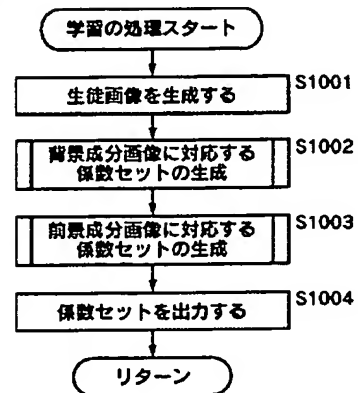 学習の処理スタート
生徒画像を生成する
S1001
背景成分画像に対応する
係数セットの生成
S1002
前景成分画像に対応する
係数セットの生成
S1003
係数セットを出力する
S1004
リターン